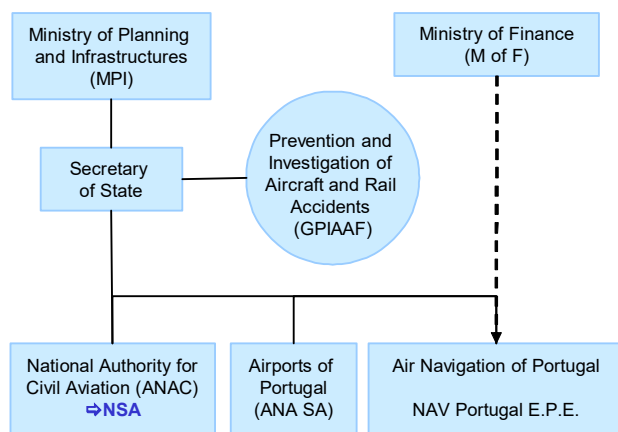 Ministry of Planning
and Infrastructures
(MPI)
Ministry of Finance
(M of F)
Prevention and
Investigation of
Aircraft and Rail
Accidents
(GPIAAF)
Secretary
of State
National Authority for
Civil Aviation (ANAC)
⇨NSA
Airports of
Portugal
(ANA SA)
Air Navigation of Portugal
NAV Portugal E.P.E.